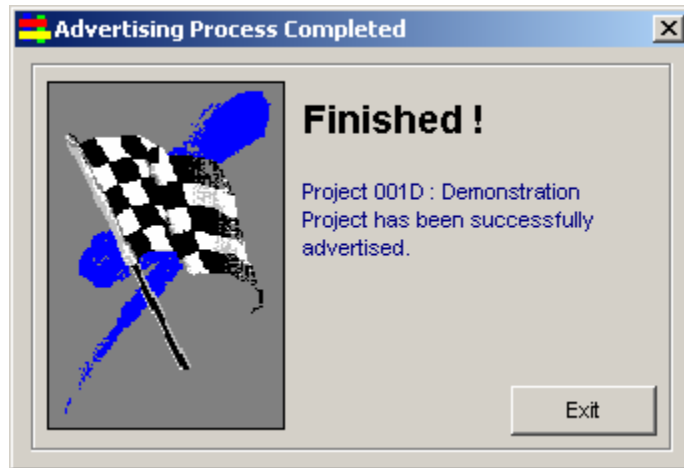 Advertising Process Completed
Finished !
Project 001D : Demonstration
Project has been successfully
advertised.
Exit